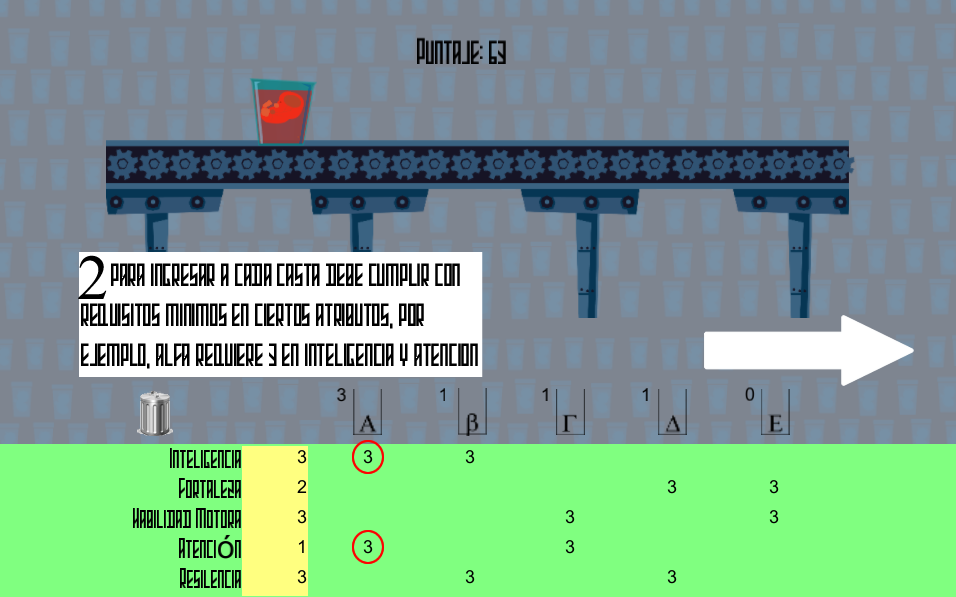 Puntaje: 63
2 para ingresar a cada casta debe cumplir con
requisitos minimos en ciertos atributos, por
ejemplo, alfa requiere 3 en inteligencia y atencion
3 Α 1 β 1 Γ 1 Δ 0 Ε
Inteligencia 3 3 3
Fortaleza 2 3 3
Habilidad Motora 3 3 3
Atención 1 3 3
Resilencia 3 3 3